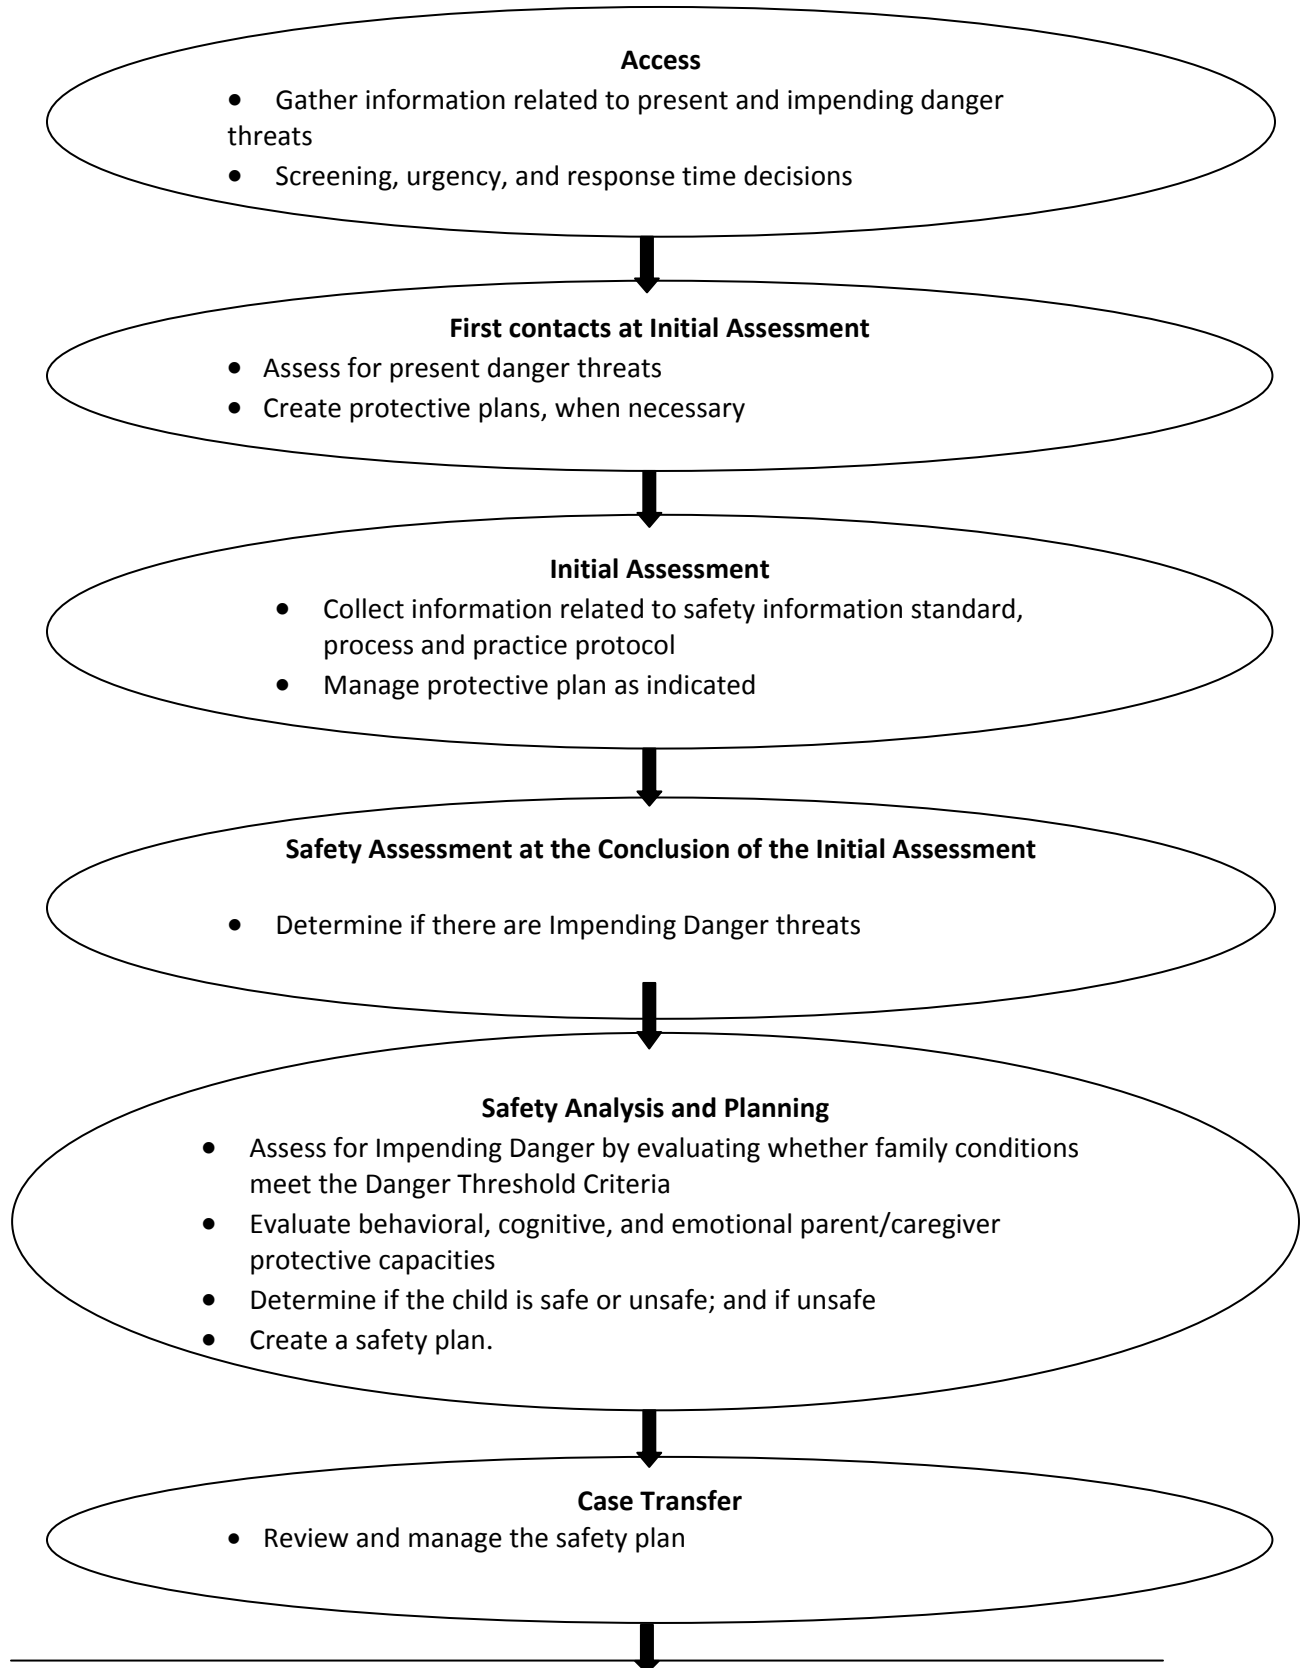 Access
• Gather information related to present and impending danger
threats
• Screening, urgency, and response time decisions
First contacts at Initial Assessment
• Assess for present danger threats
• Create protective plans, when necessary
Initial Assessment
• Collect information related to safety information standard,
process and practice protocol
• Manage protective plan as indicated
Safety Assessment at the Conclusion of the Initial Assessment
• Determine if there are Impending Danger threats
Safety Analysis and Planning
• Assess for Impending Danger by evaluating whether family conditions
meet the Danger Threshold Criteria
• Evaluate behavioral, cognitive, and emotional parent/caregiver
protective capacities
• Determine if the child is safe or unsafe; and if unsafe
• Create a safety plan.
Case Transfer
• Review and manage the safety plan